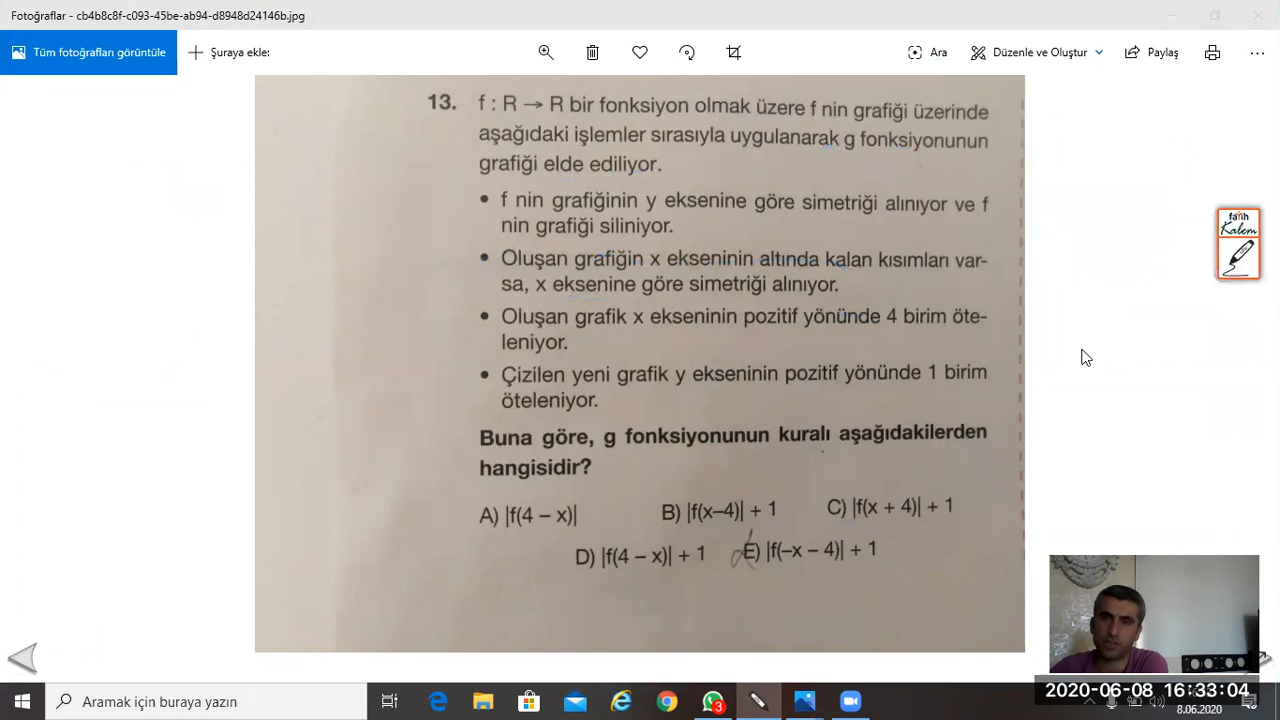 Fotoğraflar - cb4b8c8f-c093-45be-ab94-d8948d24146b.jpg
Tüm fotoğrafları görüntüle
Şuraya ekle:
Ara
Düzenle ve Oluştur
Paylaş
13. f : R → R bir fonksiyon olmak üzere f nin grafiği üzerinde
aşağıdaki işlemler sırasıyla uygulanarak g fonksiyonunun
grafiği elde ediliyor.
• f nin grafiğinin y eksenine göre simetriği alınıyor ve f
nin grafiği siliniyor.
• Oluşan grafiğin x ekseninin altında kalan kısımları var-
sa, x eksenine göre simetriği alınıyor.
• Oluşan grafik x ekseninin pozitif yönünde 4 birim öte-
leniyor.
• Çizilen yeni grafik y ekseninin pozitif yönünde 1 birim
öteleniyor.
Buna göre, g fonksiyonunun kuralı aşağıdakilerden
hangisidir?
A) |f(4 – x)| B) |f(x–4)| + 1 C) |f(x + 4)| + 1
D) |f(4 – x)| + 1 E) |f(–x – 4)| + 1
fatih
Kalem
2020-06-08 16:33:04
Aramak için buraya yazın
3
8.06.2020